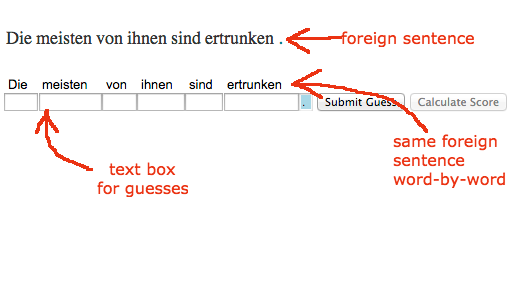 Die meisten von ihnen sind ertrunken .
foreign sentence
Die meisten von ihnen sind ertrunken
. Submit Guess Calculate Score
same foreign
sentence
word-by-word
text box
for guesses